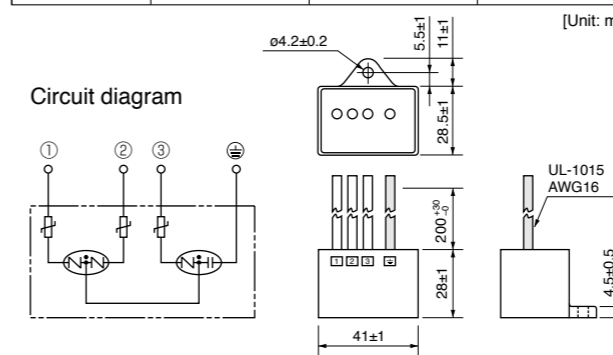 [Unit: m
ø4.2±0.2
5.5±1
11±1
28.5±1
Circuit diagram
① ② ③
UL-1015
AWG16
200+30 -0
1 2 3
28±1
4.5±0.5
41±1